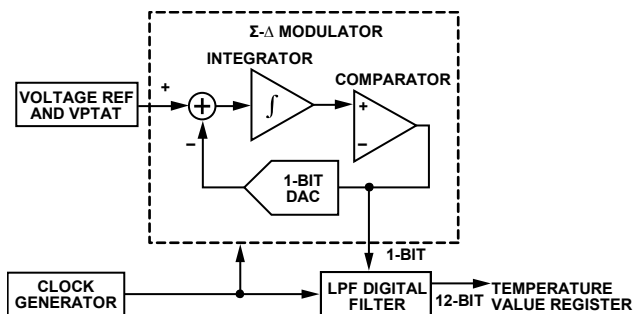 Σ-Δ MODULATOR
INTEGRATOR
COMPARATOR
VOLTAGE REF
AND VPTAT
+
+
∫
+
−
−
1-BIT
DAC
1-BIT
CLOCK
GENERATOR
LPF DIGITAL
FILTER
12-BIT
TEMPERATURE
VALUE REGISTER